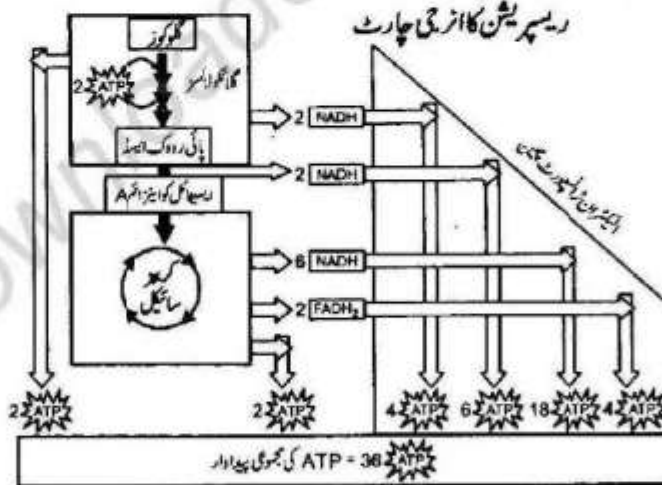 ریسپریشن کا انرجی چارٹ
گلوکوز
2 ATP
گلائکولائسز
2 NADH
پائی رووک ایسڈ
2 NADH
ایسیٹائل کو اینزائم A
الیکٹرون ٹرانسپورٹ چین
6 NADH
کریبز
سائیکل
2 FADH₂
2 ATP
2 ATP
4 ATP
6 ATP
18 ATP
4 ATP
ATP کی مجموعی پیداوار = 36 ATP